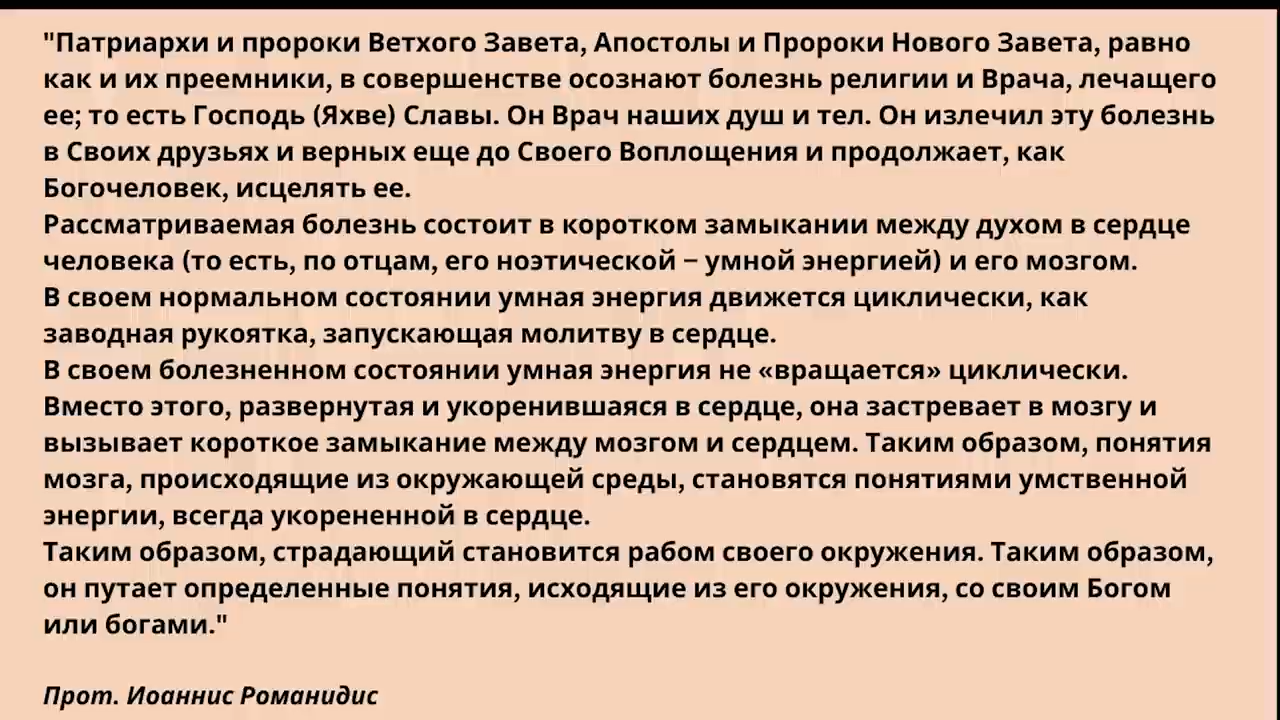 "Патриархи и пророки Ветхого Завета, Апостолы и Пророки Нового Завета, равно
как и их преемники, в совершенстве осознают болезнь религии и Врача, лечащего
ее; то есть Господь (Яхве) Славы. Он Врач наших душ и тел. Он излечил эту болезнь
в Своих друзьях и верных еще до Своего Воплощения и продолжает, как
Богочеловек, исцелять ее.
Рассматриваемая болезнь состоит в коротком замыкании между духом в сердце
человека (то есть, по отцам, его ноэтической – умной энергией) и его мозгом.
В своем нормальном состоянии умная энергия движется циклически, как
заводная рукоятка, запускающая молитву в сердце.
В своем болезненном состоянии умная энергия не «вращается» циклически.
Вместо этого, развернутая и укоренившаяся в сердце, она застревает в мозгу и
вызывает короткое замыкание между мозгом и сердцем. Таким образом, понятия
мозга, происходящие из окружающей среды, становятся понятиями умственной
энергии, всегда укорененной в сердце.
Таким образом, страдающий становится рабом своего окружения. Таким образом,
он путает определенные понятия, исходящие из его окружения, со своим Богом
или богами."
Прот. Иоаннис Романидис